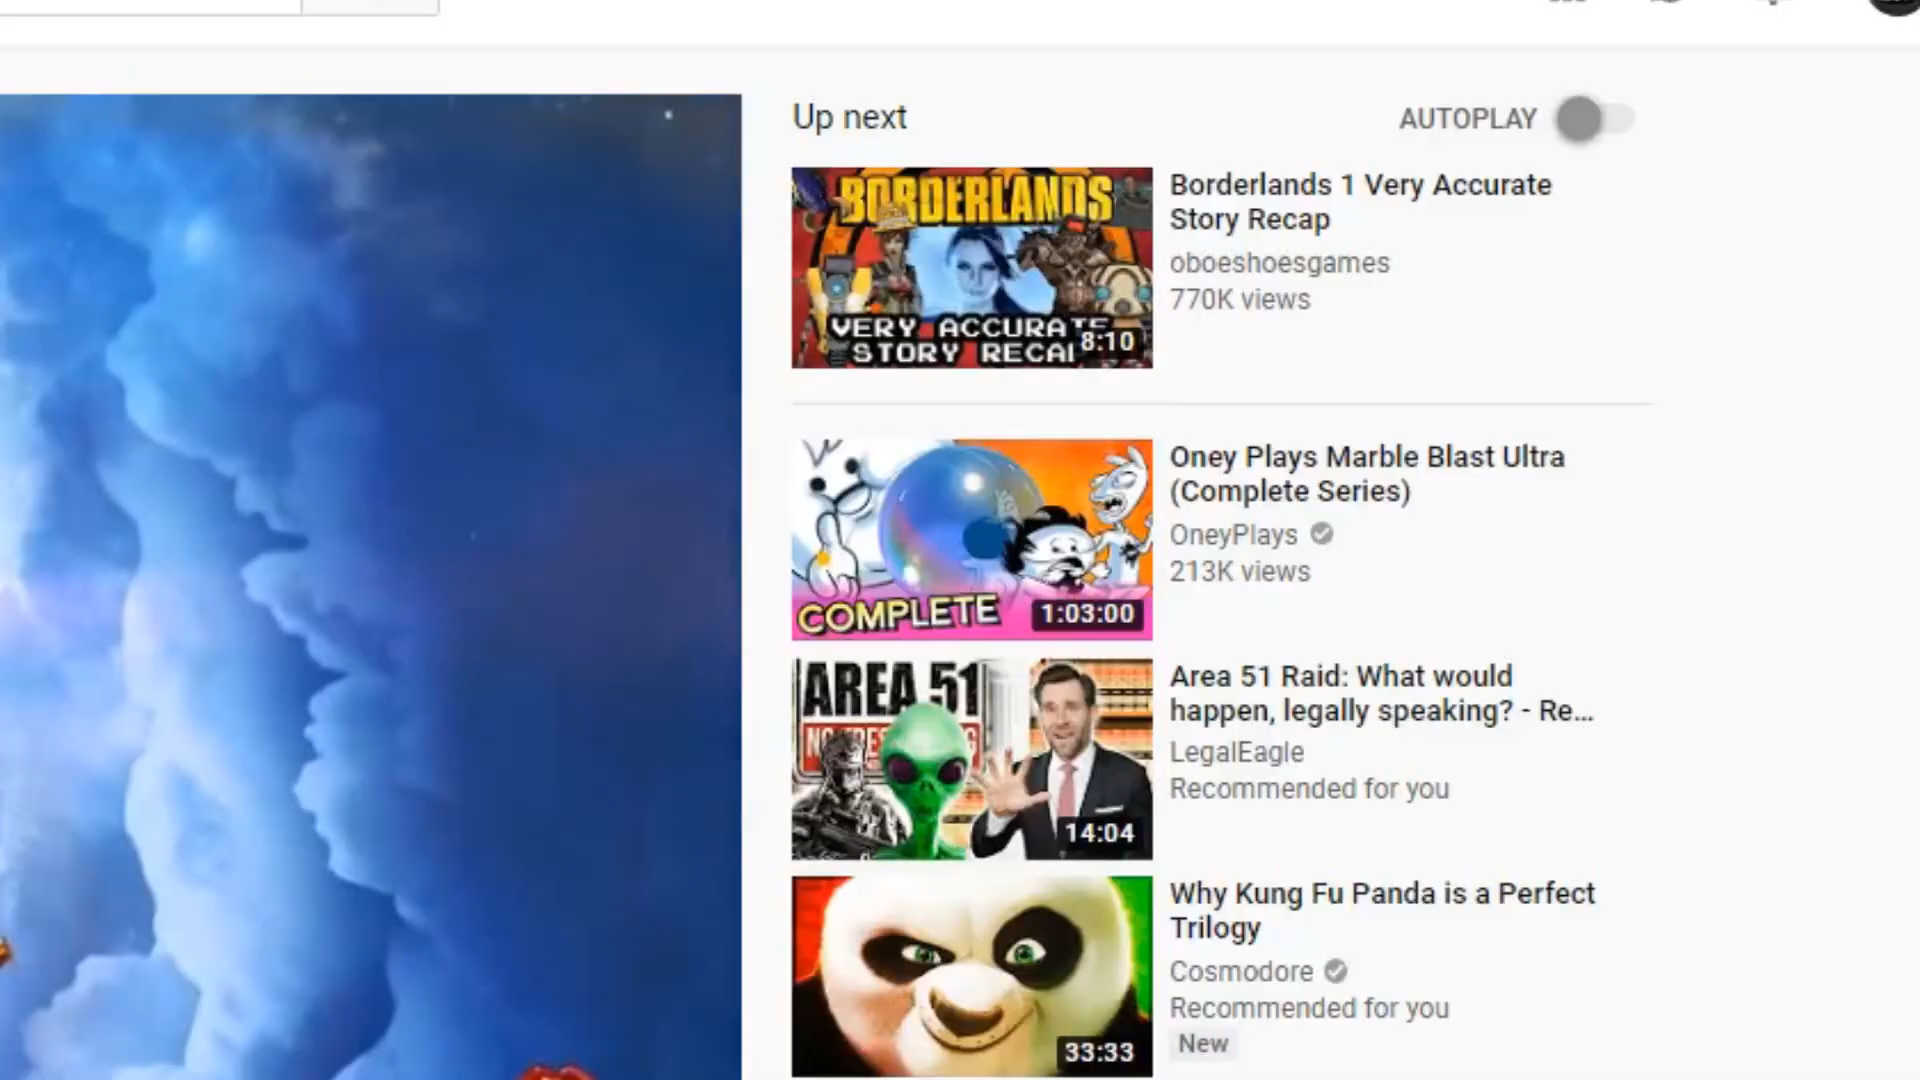 Up next
AUTOPLAY
BORDERLANDS
VERY ACCURATE
STORY RECAP
8:10
Borderlands 1 Very Accurate
Story Recap
oboeshoesgames
770K views
COMPLETE
1:03:00
Oney Plays Marble Blast Ultra
(Complete Series)
OneyPlays
213K views
AREA 51
14:04
Area 51 Raid: What would
happen, legally speaking? - Re...
LegalEagle
Recommended for you
33:33
Why Kung Fu Panda is a Perfect
Trilogy
Cosmodore
Recommended for you
New